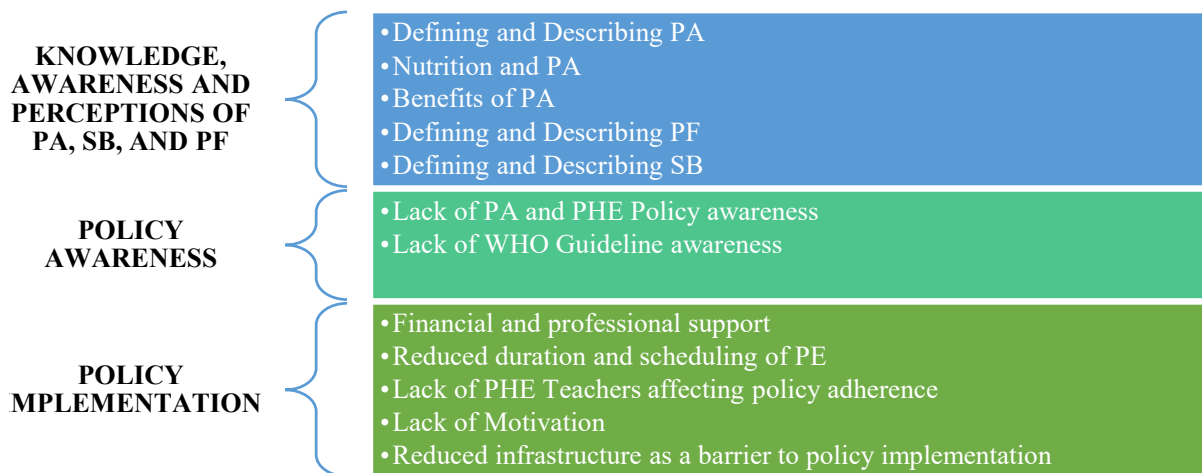 KNOWLEDGE,
AWARENESS AND
PERCEPTIONS OF
PA, SB, AND PF
•Defining and Describing PA
•Nutrition and PA
•Benefits of PA
•Defining and Describing PF
•Defining and Describing SB
POLICY
AWARENESS
•Lack of PA and PHE Policy awareness
•Lack of WHO Guideline awareness
POLICY
MPLEMENTATION
•Financial and professional support
•Reduced duration and scheduling of PE
•Lack of PHE Teachers affecting policy adherence
•Lack of Motivation
•Reduced infrastructure as a barrier to policy implementation